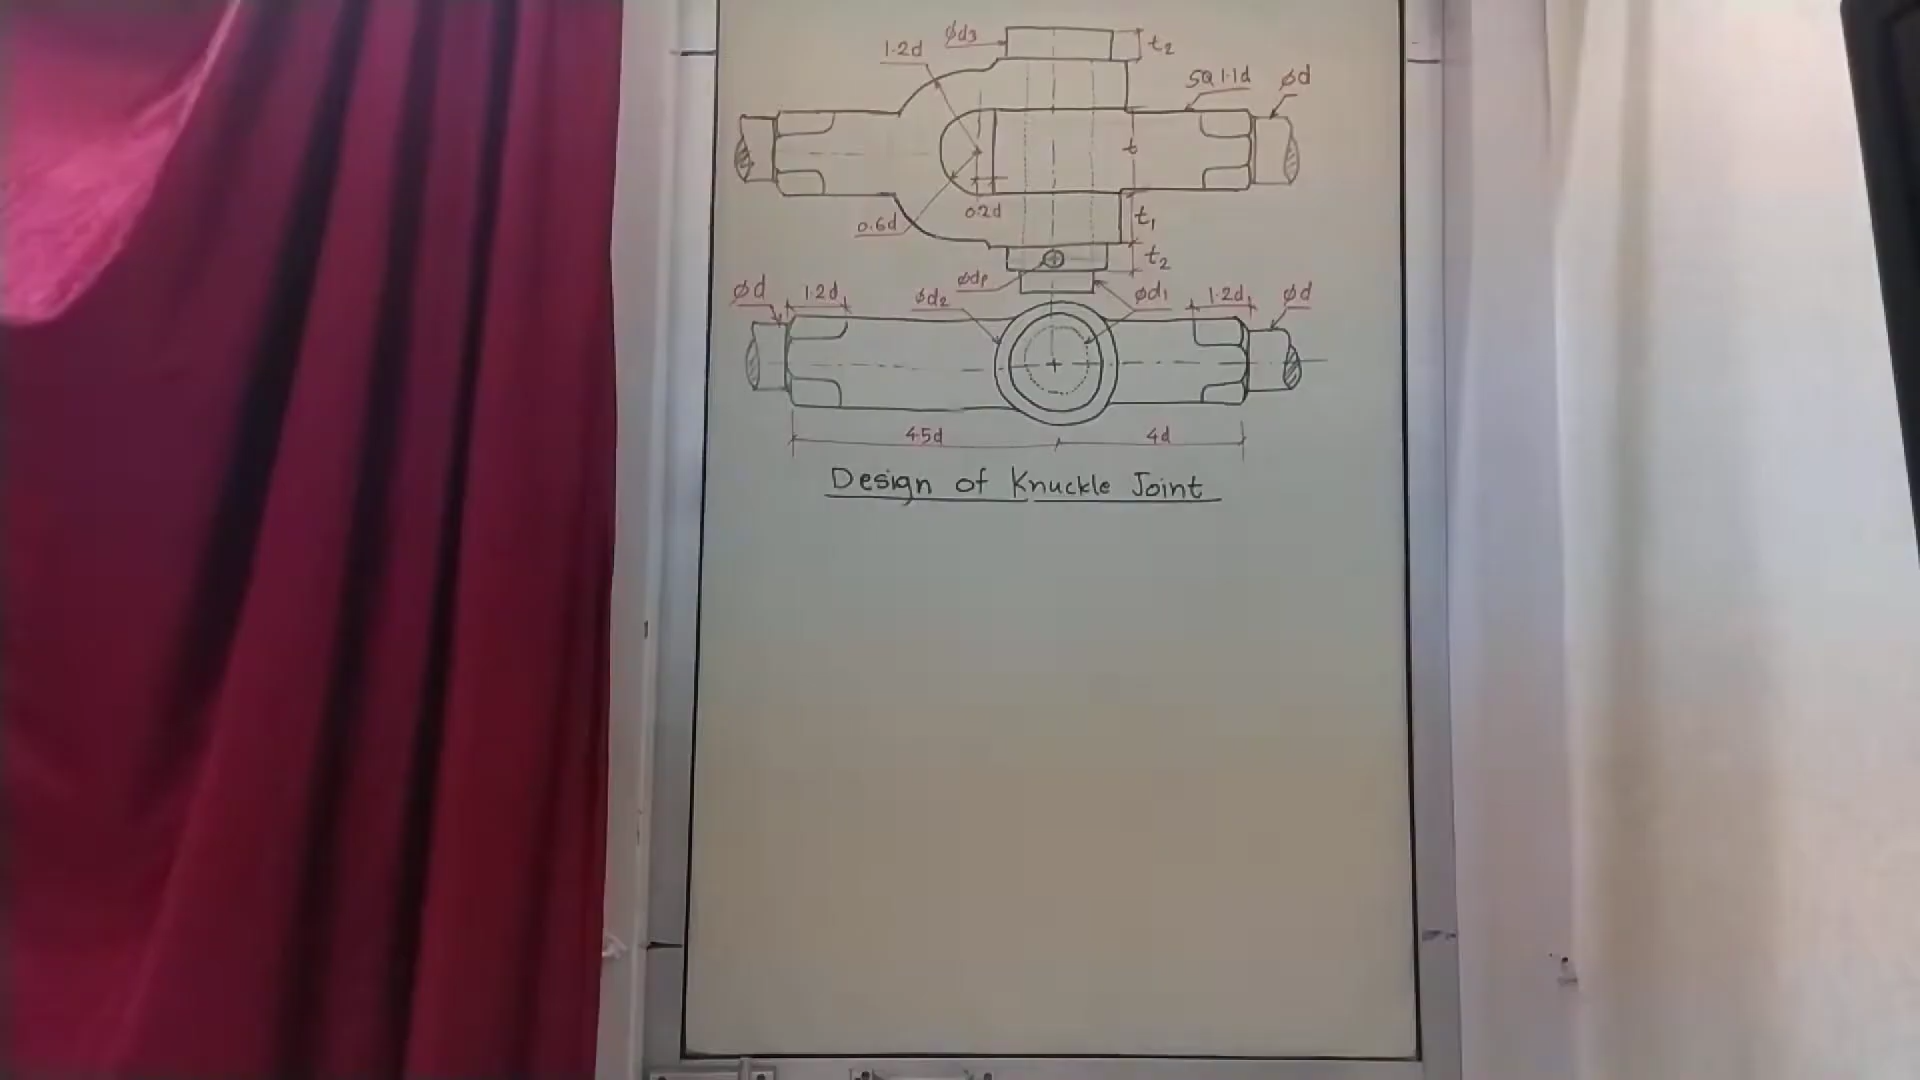 ød3
t2
1.2d
SQ 1.1d
ød
t
0.2d
0.6d
t1
t2
ødp
ød
1.2d
ød2
ød1
1.2d
ød
4.5d
4d
Design of Knuckle Joint